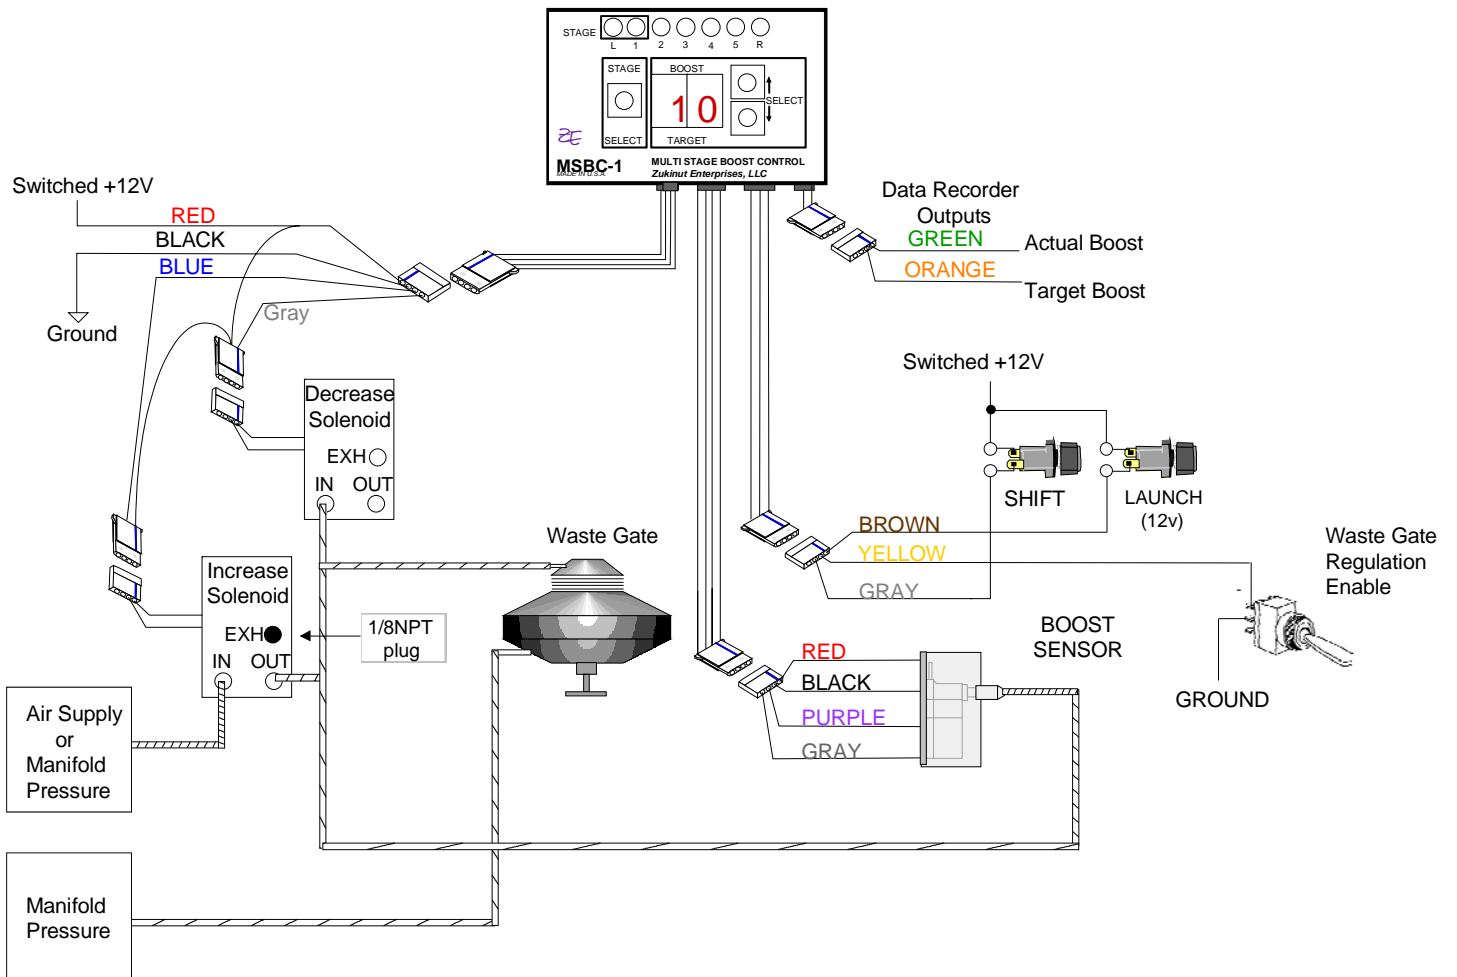 STAGE
L 1 2 3 4 5 R
STAGE
BOOST
1 0
SELECT
SELECT
TARGET
ZE
MSBC-1
MADE IN U.S.A.
MULTI STAGE BOOST CONTROL
Zukinut Enterprises, LLC
Switched +12V
RED
BLACK
BLUE
Gray
Ground
Data Recorder
Outputs
GREEN
Actual Boost
ORANGE
Target Boost
Decrease
Solenoid
EXH
IN OUT
Switched +12V
SHIFT
LAUNCH
(12v)
BROWN
YELLOW
GRAY
Waste Gate
Regulation
Enable
GROUND
Waste Gate
Increase
Solenoid
EXH
IN OUT
1/8NPT
plug
BOOST
SENSOR
RED
BLACK
PURPLE
GRAY
Air Supply
or
Manifold
Pressure
Manifold
Pressure